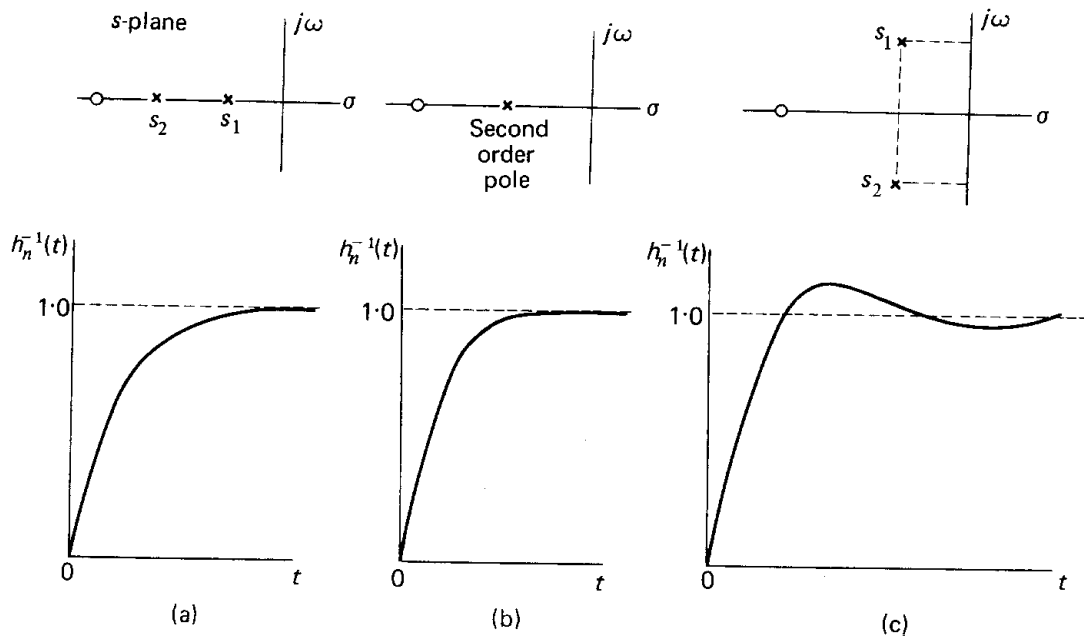 s-plane
jω
σ
s₂
s₁
jω
σ
Second
order
pole
jω
σ
s₁
s₂
hₙ⁻¹(t)
1·0
0
t
(a)
hₙ⁻¹(t)
1·0
0
t
(b)
hₙ⁻¹(t)
1·0
0
t
(c)